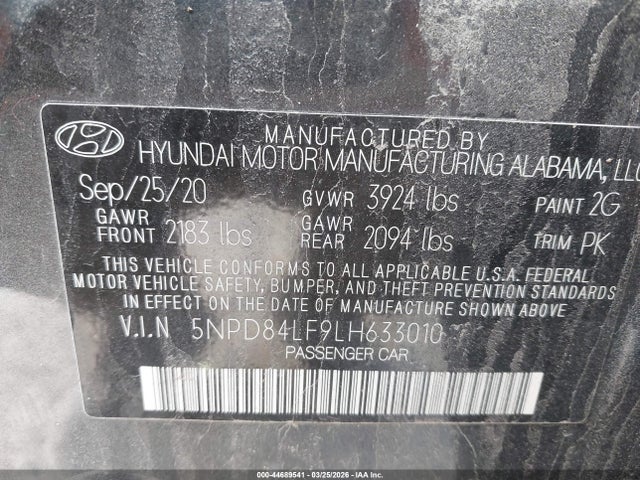 MANUFACTURED BY
HYUNDAI MOTOR MANUFACTURING ALABAMA, LLC
Sep/25/20 GVWR 3924 lbs PAINT 2G
GAWR FRONT 2183 lbs GAWR REAR 2094 lbs TRIM PK
THIS VEHICLE CONFORMS TO ALL APPLICABLE U.S.A. FEDERAL
MOTOR VEHICLE SAFETY, BUMPER, AND THEFT PREVENTION STANDARDS
IN EFFECT ON THE DATE OF MANUFACTURE SHOWN ABOVE
V.I.N 5NPD84LF9LH633010
PASSENGER CAR
000-44689541 - 03/25/2026 - IAA Inc.